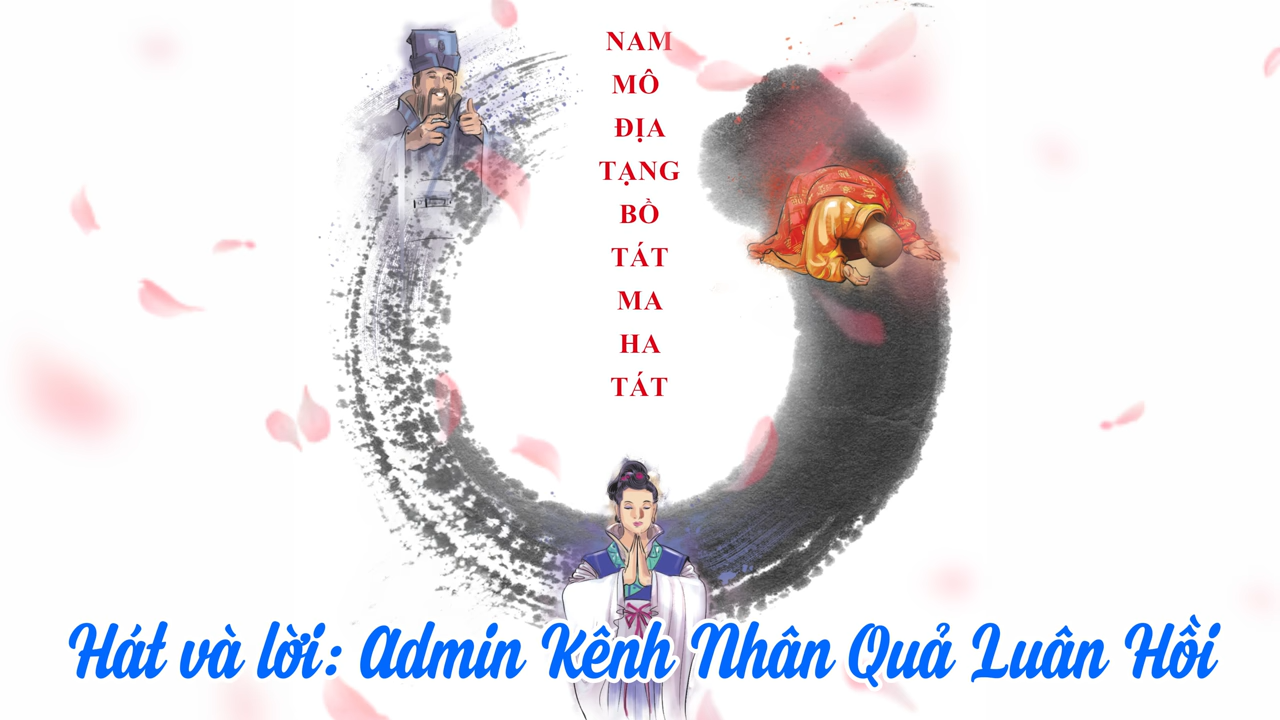 NAM
MÔ
ĐỊA
TẠNG
BỒ
TÁT
MA
HA
TÁT
Hát và lời: Admin Kênh Nhân Quả Luân Hồi